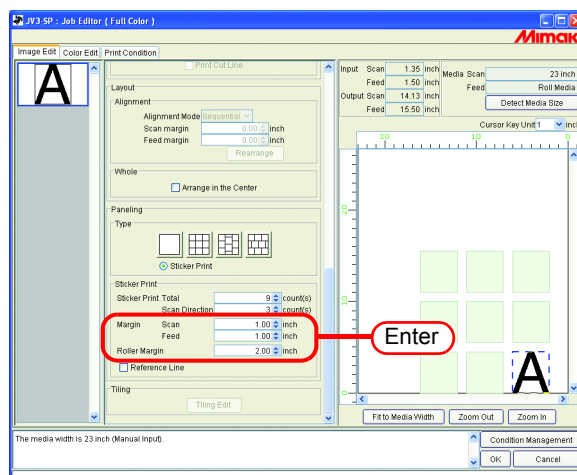 JV3-SP : Job Editor ( Full Color )
Mimaki
Image Edit Color Edit Print Condition
A
Print Cut Line
Layout
Alignment
Alignment Mode Sequential
Scan margin 0.00 inch
Feed margin 0.00 inch
Rearrange
Whole
Arrange in the Center
Paneling
Type
Sticker Print
Sticker Print
Sticker Print Total 9 count(s)
Scan Direction 3 count(s)
Margin Scan 1.00 inch
Feed 1.00 inch
Roller Margin 2.00 inch
Reference Line
Tiling
Tiling Edit
Enter
Input Scan 1.35 inch
Feed 1.50 inch
Output Scan 14.13 inch
Feed 15.50 inch
Media Scan 23 inch
Feed Roll Media
Detect Media Size
Cursor Key Unit 1 inc
20 10 0
20
10
0
A
Fit to Media Width Zoom Out Zoom In
The media width is 23 inch (Manual Input).
Condition Management
OK Cancel